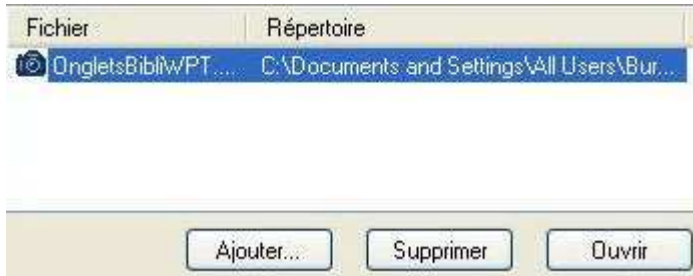 Fichier Répertoire
OngletsBibliWPT.... C:\Documents and Settings\All Users\Bur...
Ajouter... Supprimer Ouvrir